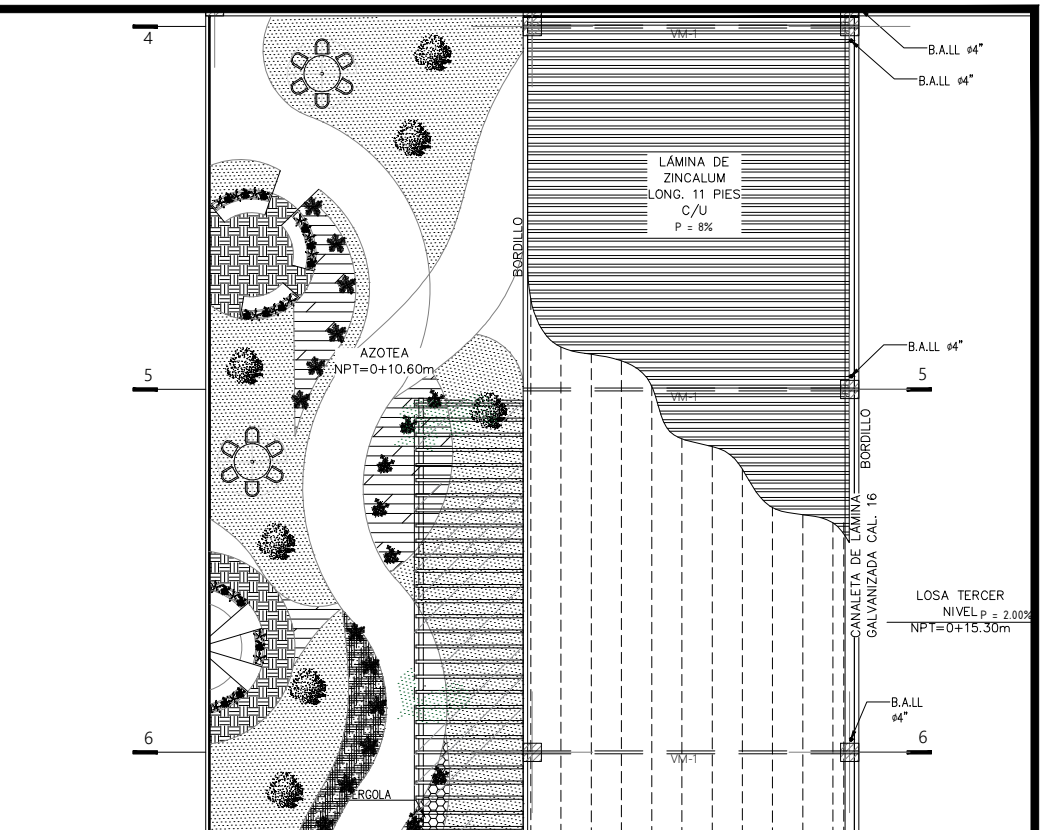 4
VM-1
B.A.LL ø4"
B.A.LL ø4"
LÁMINA DE
ZINCALUM
LONG. 11 PIES
C/U
P = 8%
BORDILLO
AZOTEA
NPT=0+10.60m
B.A.LL ø4"
5
5
VM-1
BORDILLO
CANALETA DE LÁMINA
GALVANIZADA CAL. 16
LOSA TERCER
NIVEL P = 2.00%
NPT=0+15.30m
B.A.LL
ø4"
6
6
VM-1
ERGOLA